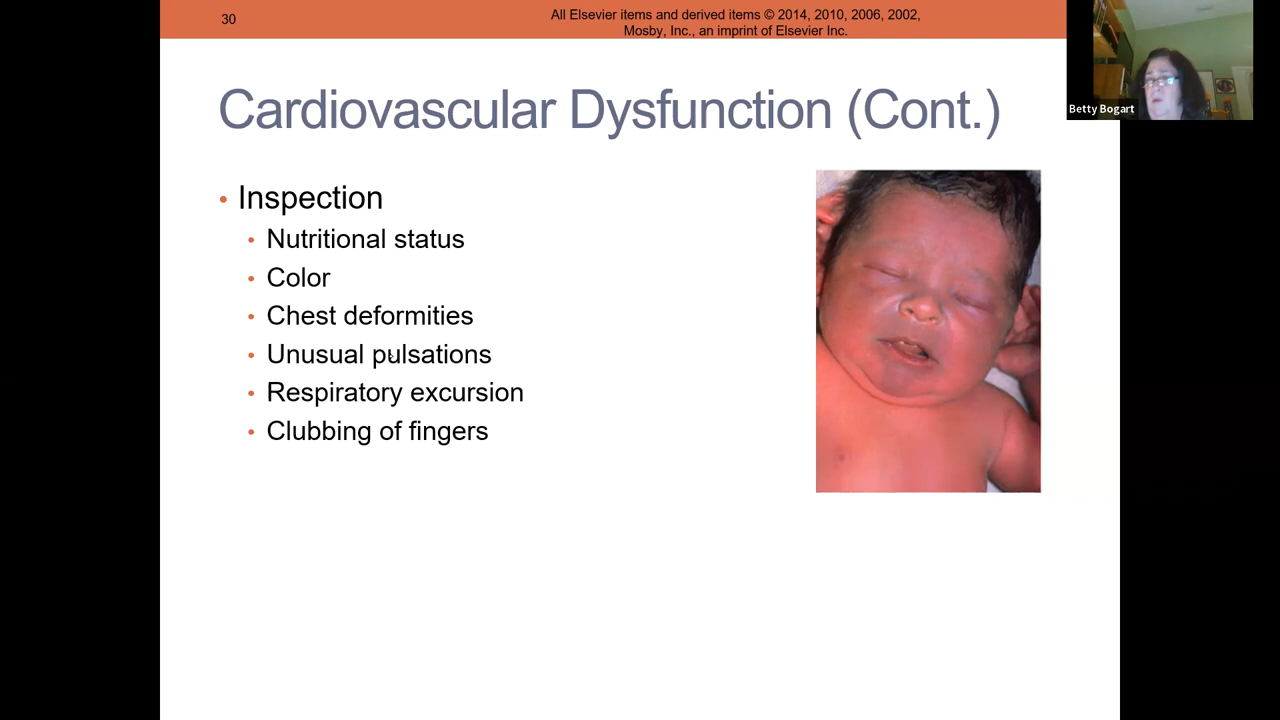 30
All Elsevier items and derived items © 2014, 2010, 2006, 2002,
Mosby, Inc., an imprint of Elsevier Inc.
Betty Bogart
Cardiovascular Dysfunction (Cont.)
• Inspection
• Nutritional status
• Color
• Chest deformities
• Unusual pulsations
• Respiratory excursion
• Clubbing of fingers